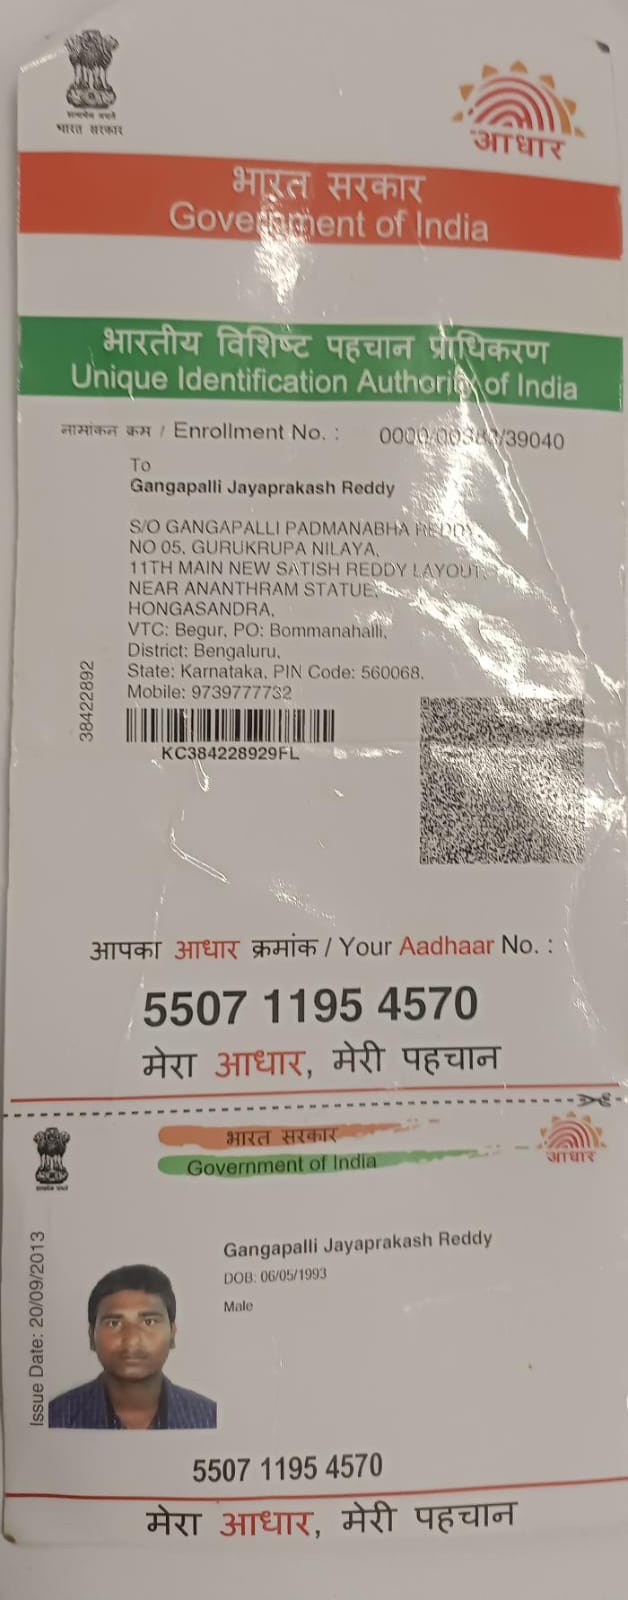 सत्यमेव जयते
भारत सरकार
आधार
भारत सरकार
Government of India
भारतीय विशिष्ट पहचान प्राधिकरण
Unique Identification Authority of India
नामांकन क्रम / Enrollment No. :
To
Gangapalli Jayaprakash Reddy
S/O GANGAPALLI PADMANABHA REDDY,
NO 05, GURUKRUPA NILAYA,
11TH MAIN NEW SATISH REDDY LAYOUT,
NEAR ANANTHRAM STATUE,
HONGASANDRA,
VTC: Begur, PO: Bommanahalli,
District: Bengaluru,
State: Karnataka, PIN Code: 560068,
Mobile: 9739777732
38422892
KC384228929FL
आपका आधार क्रमांक / Your Aadhaar No. :
5507 1195 4570
मेरा आधार, मेरी पहचान
भारत सरकार
Government of India
आधार
Issue Date: 20/09/2013
Gangapalli Jayaprakash Reddy
DOB: 06/05/1993
Male
5507 1195 4570
मेरा आधार, मेरी पहचान